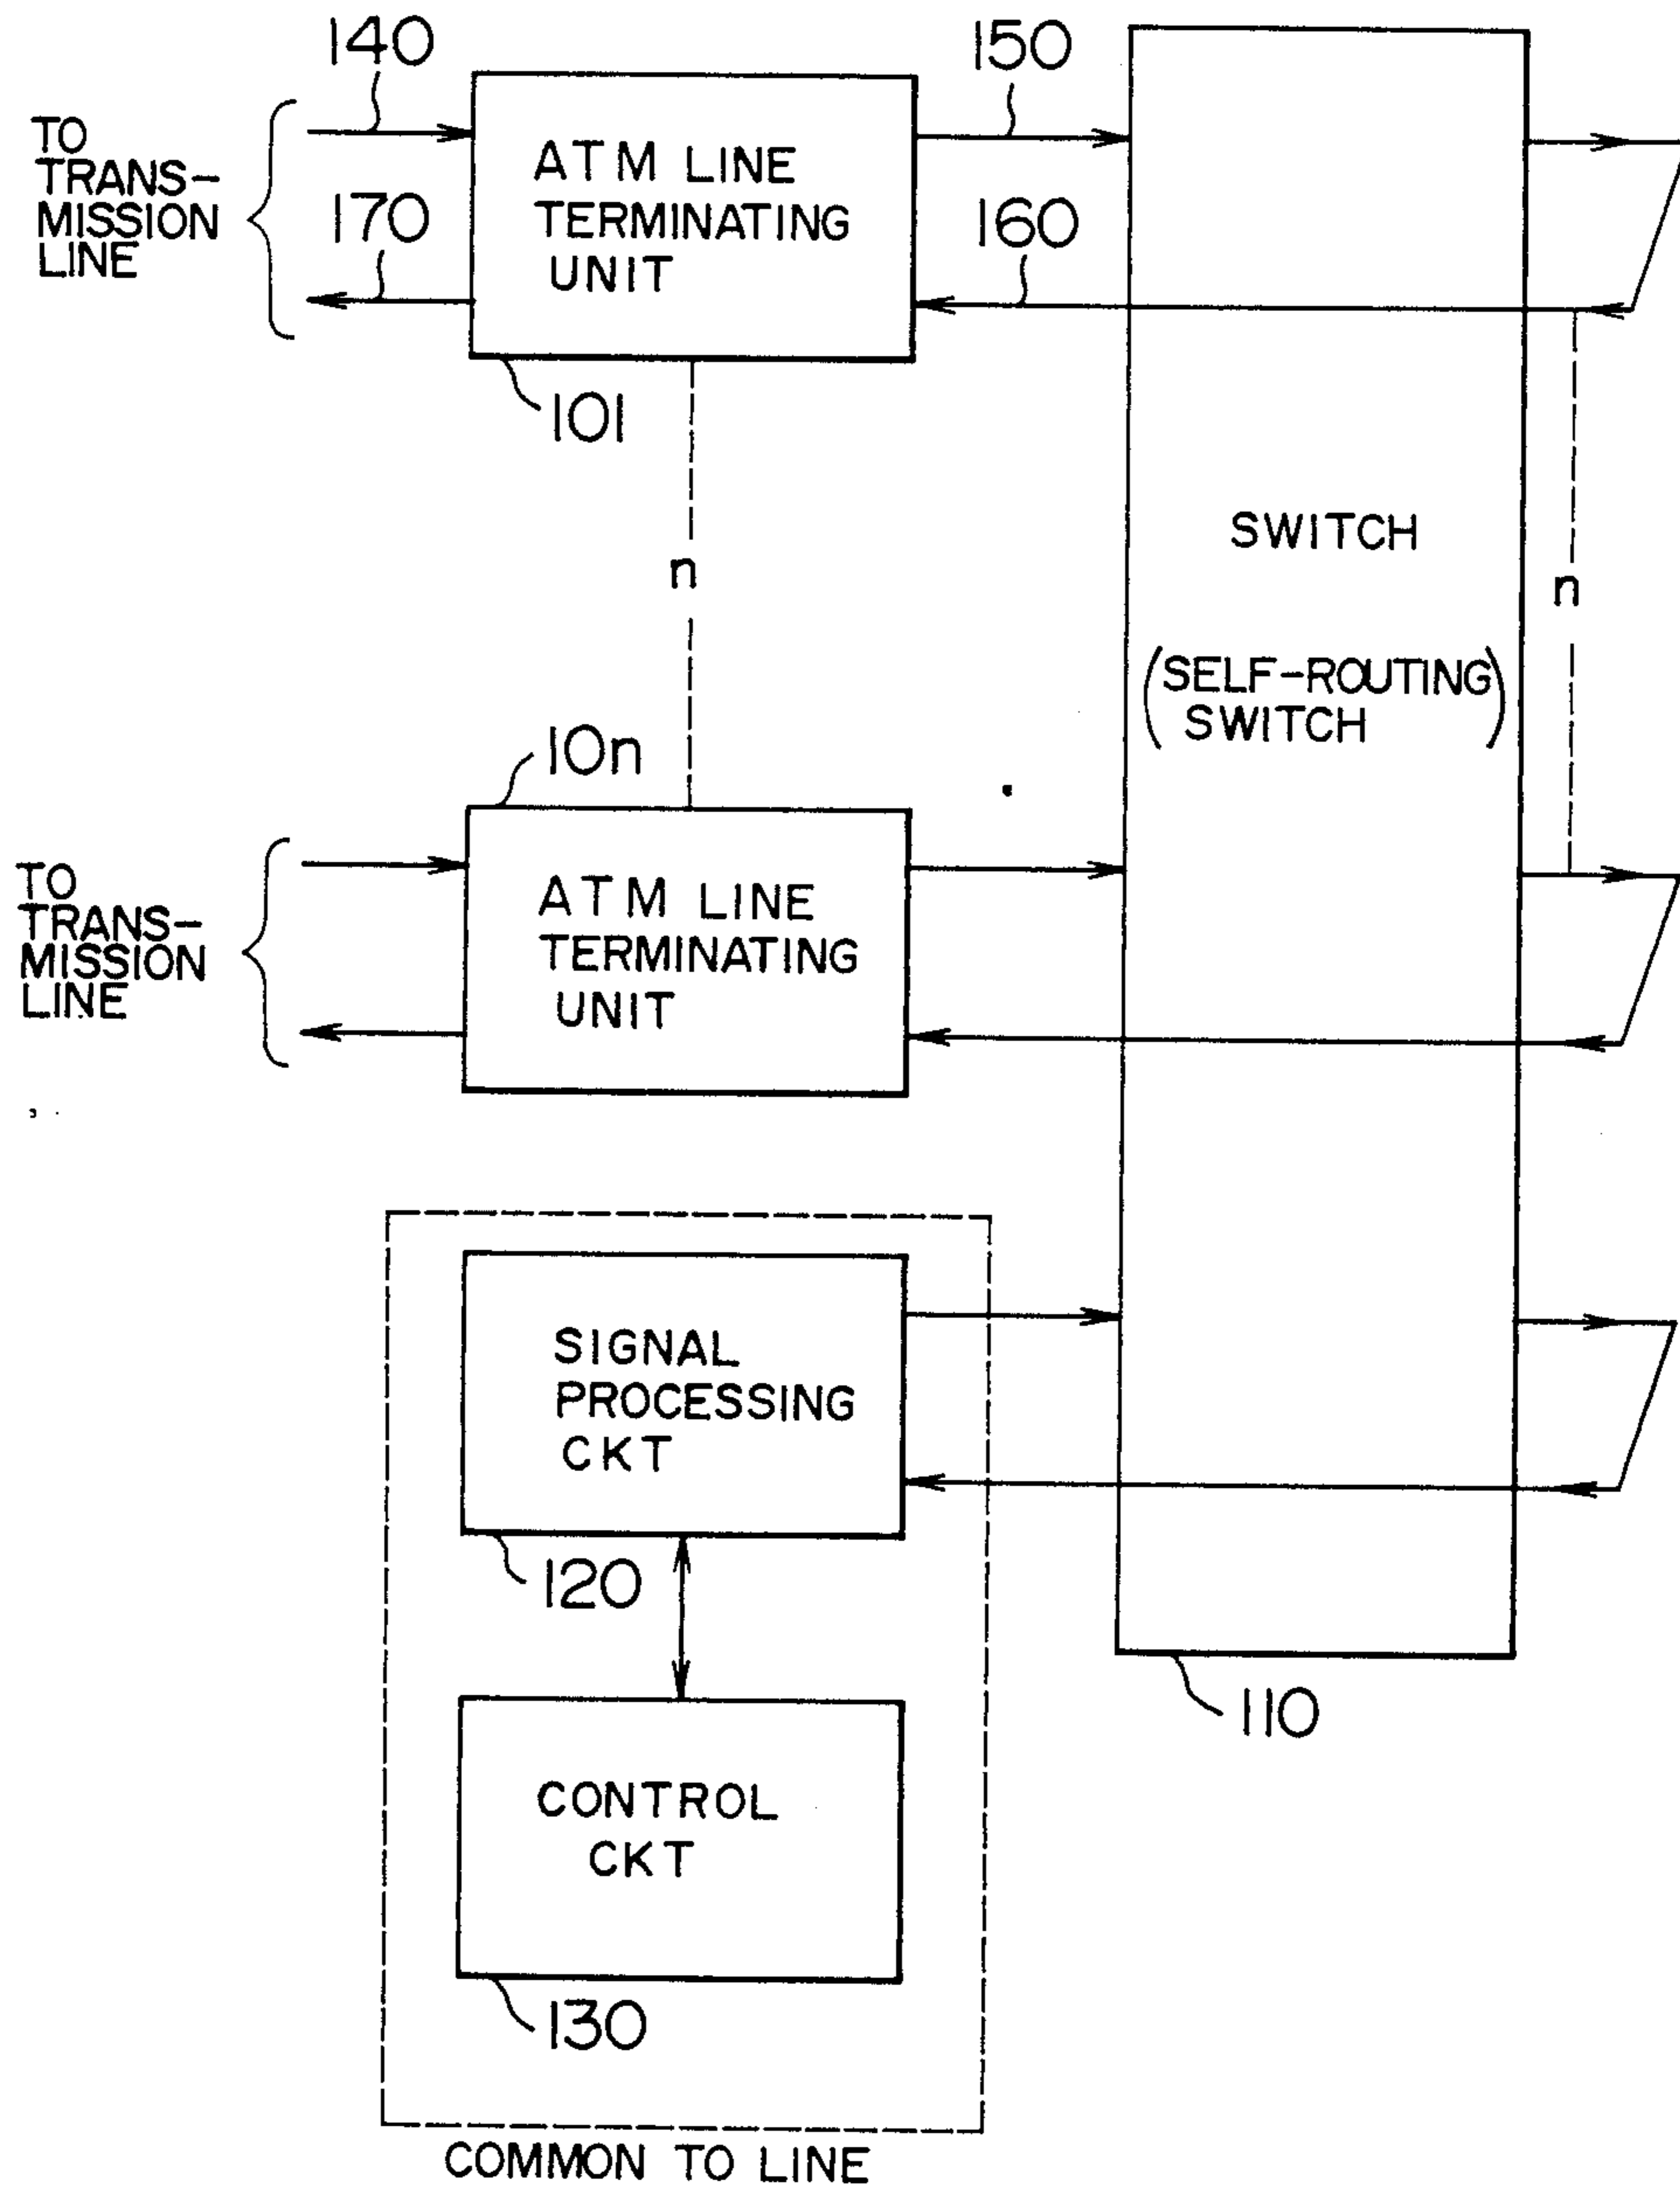 140
150
TO
TRANS-
MISSION
LINE
ATM LINE
TERMINATING
UNIT
170
160
101
n
n
SWITCH
(SELF-ROUTING
SWITCH)
10n
TO
TRANS-
MISSION
LINE
ATM LINE
TERMINATING
UNIT
SIGNAL
PROCESSING
CKT
120
110
CONTROL
CKT
130
COMMON TO LINE